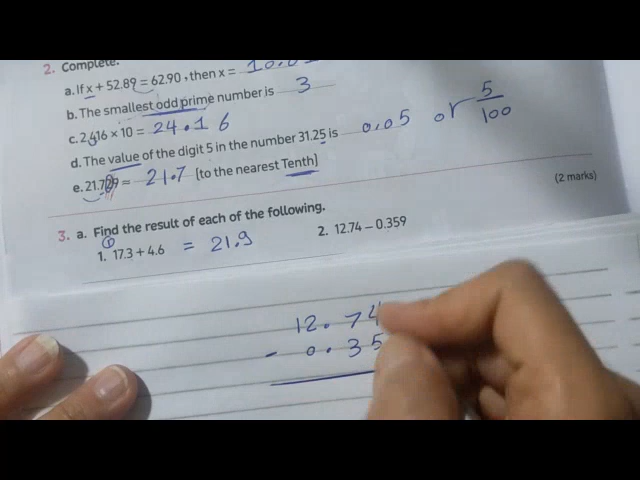 2. Complete.
a. If x + 52.89 = 62.90, then x = 10.01
b. The smallest odd prime number is 3
c. 2.416 × 10 = 24.16
d. The value of the digit 5 in the number 31.25 is 0.05 or 5/100
e. 21.729 ≈ 21.7 (to the nearest Tenth)
(2 marks)
3. a. Find the result of each of the following.
1. 17.3 + 4.6 = 21.9
2. 12.74 – 0.359
12.74
- 0.35